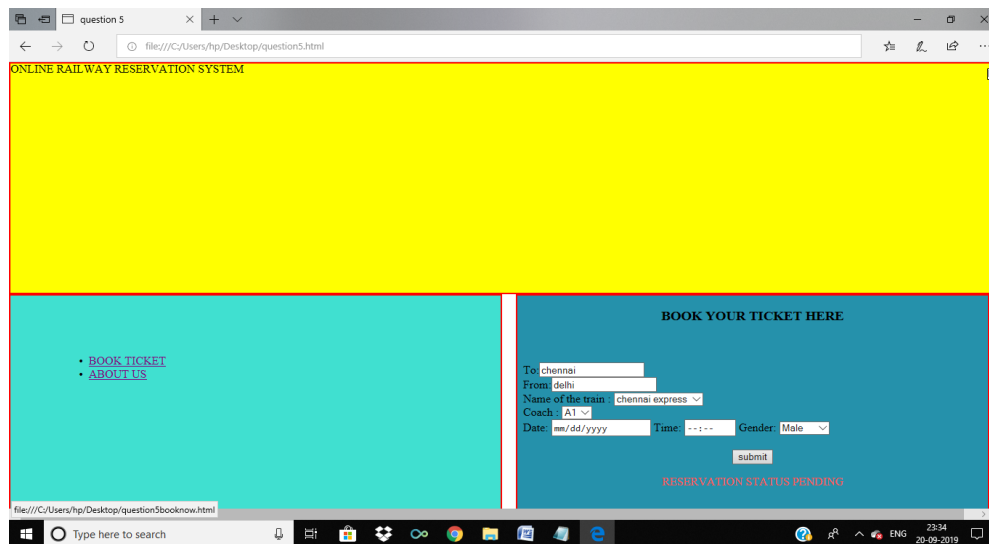 question 5
file:///C:/Users/hp/Desktop/question5.html
ONLINE RAILWAY RESERVATION SYSTEM
• BOOK TICKET
• ABOUT US
BOOK YOUR TICKET HERE
To: chennai
From: delhi
Name of the train : chennai express
Coach : A1
Date: mm/dd/yyyy Time: --:-- Gender: Male
submit
RESERVATION STATUS PENDING
file:///C:/Users/hp/Desktop/question5booknow.html
Type here to search
ENG
23:34
20-09-2019